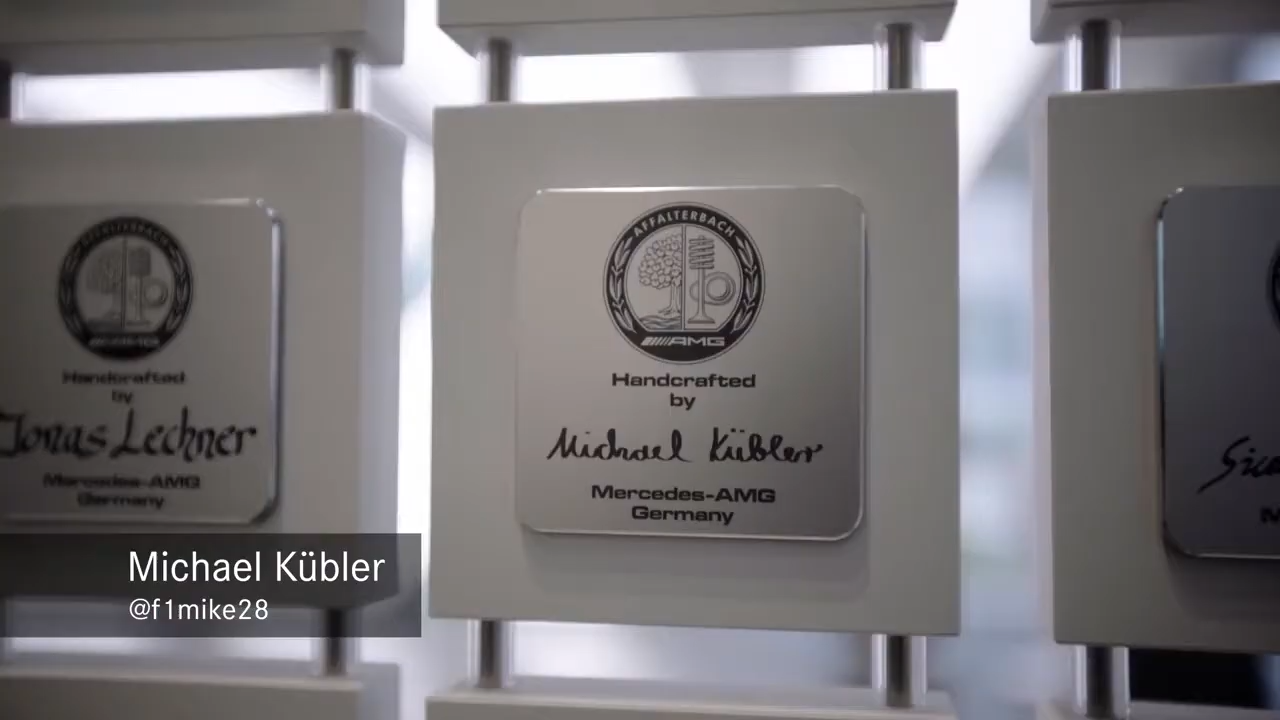 AFFALTERBACH
AMG
Handcrafted
by
Jonas Lechner
Mercedes-AMG
Germany
AFFALTERBACH
AMG
Handcrafted
by
Michael Kübler
Mercedes-AMG
Germany
Michael Kübler
@f1mike28